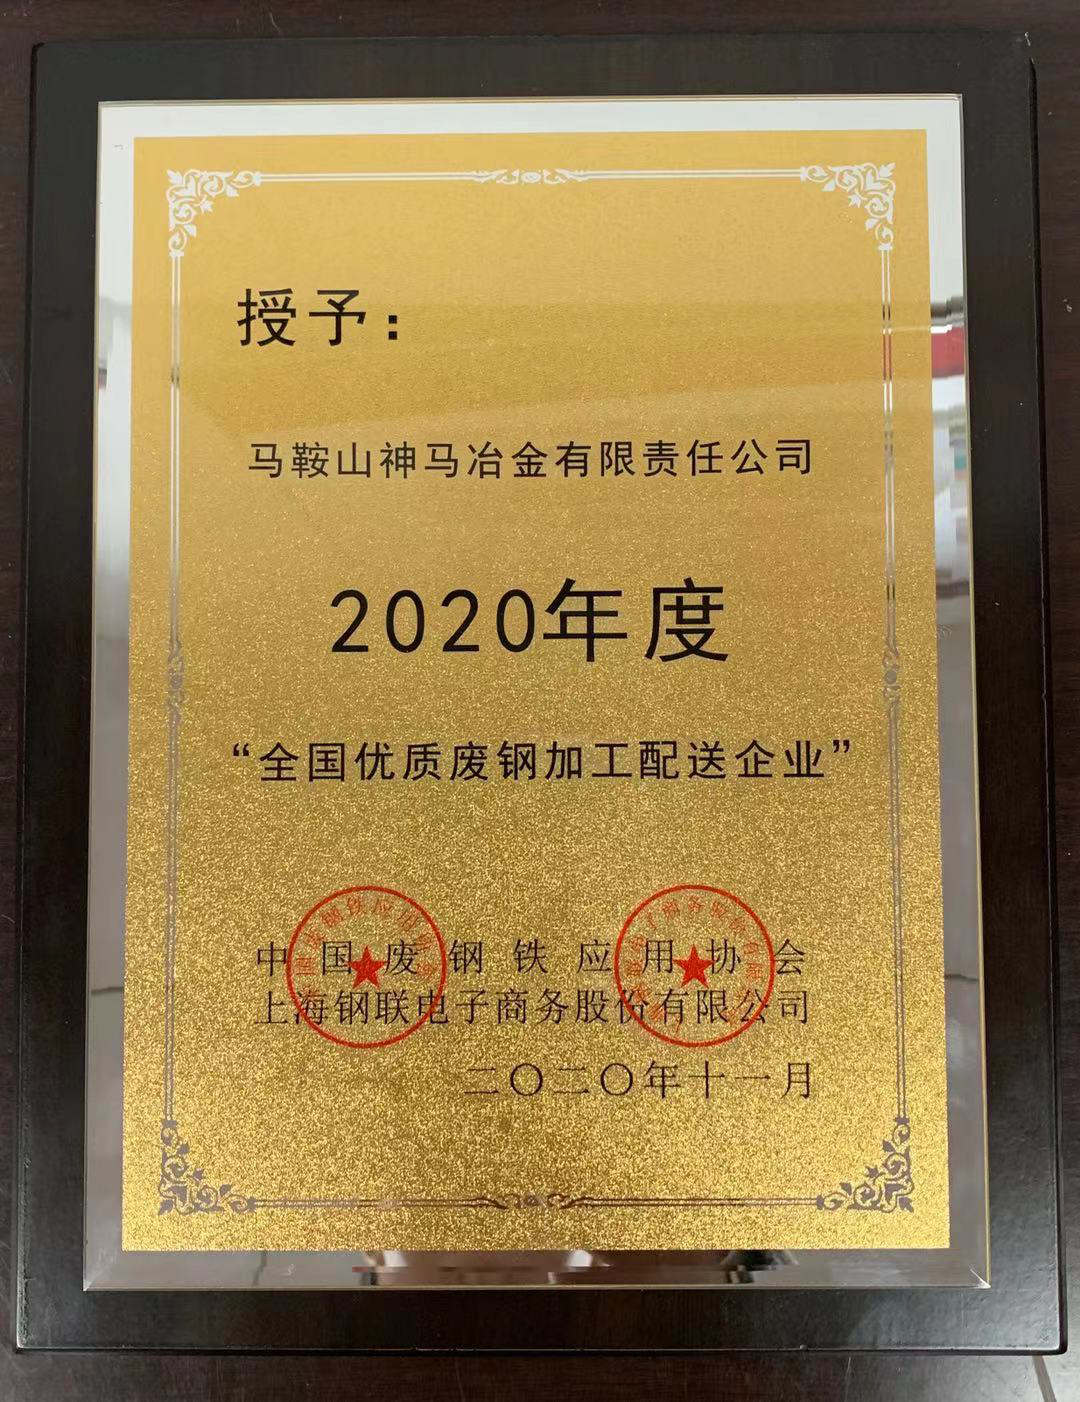 授予：
马鞍山神马冶金有限责任公司
2020年度
“全国优质废钢加工配送企业”
中国废钢铁应用协会
上海钢联电子商务股份有限公司
二〇二〇年十一月